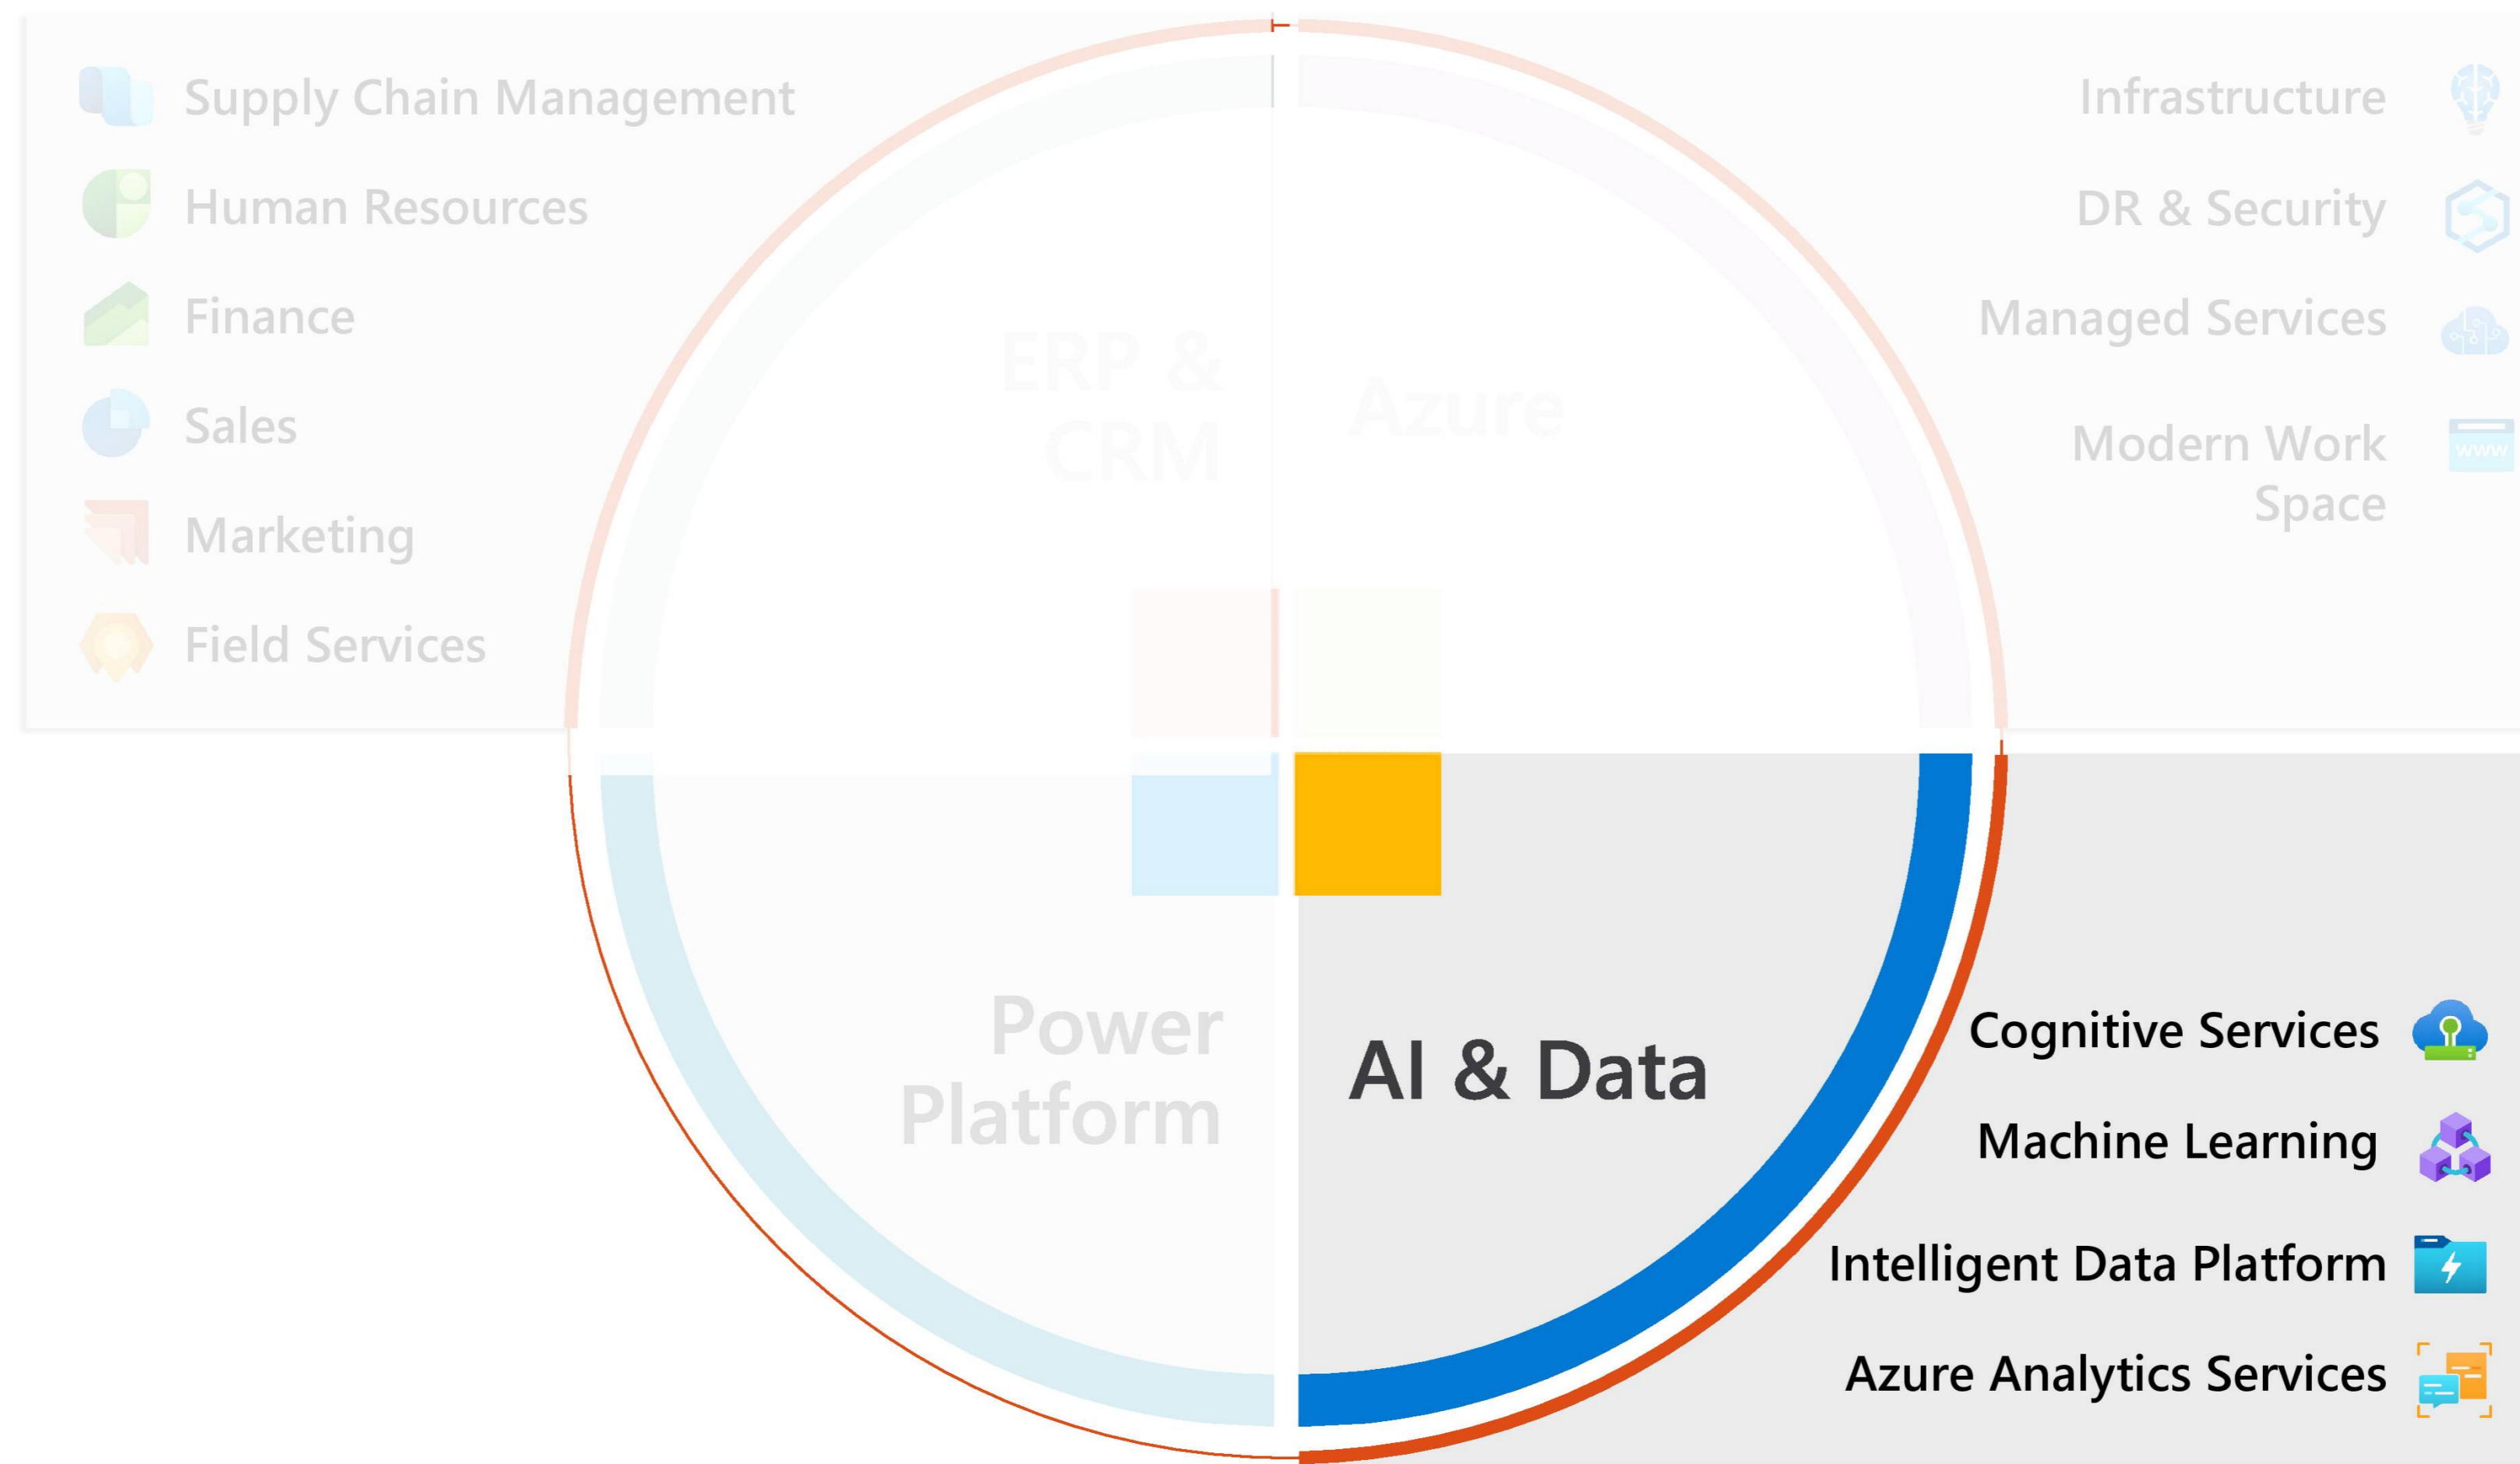 Supply Chain Management
Human Resources
Finance
Sales
Marketing
Field Services
ERP &
CRM
Azure
Infrastructure
DR & Security
Managed Services
Modern Work
Space
www
Power
Platform
AI & Data
Cognitive Services
Machine Learning
Intelligent Data Platform
Azure Analytics Services